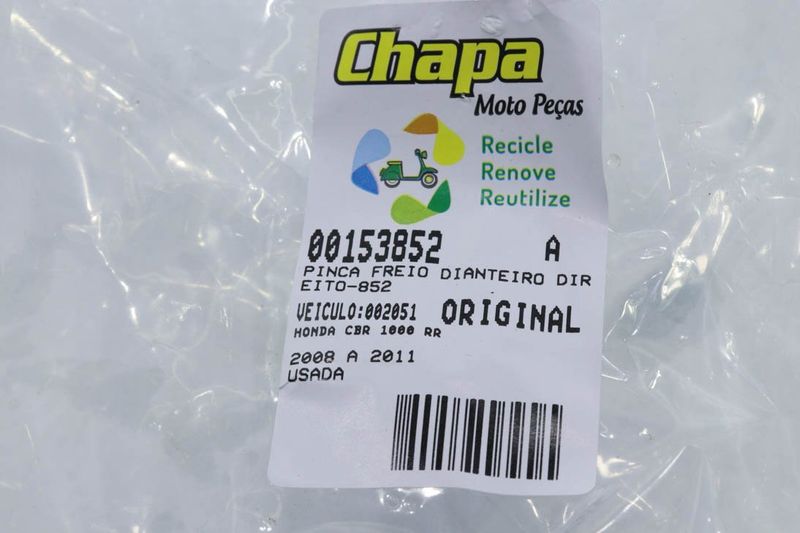 Chapa
Moto Peças
Recicle
Renove
Reutilize
00153852 A
PINCA FREIO DIANTEIRO DIR
EITO-852
VEICULO:002051 ORIGINAL
HONDA CBR 1000 RR
2008 A 2011
USADA